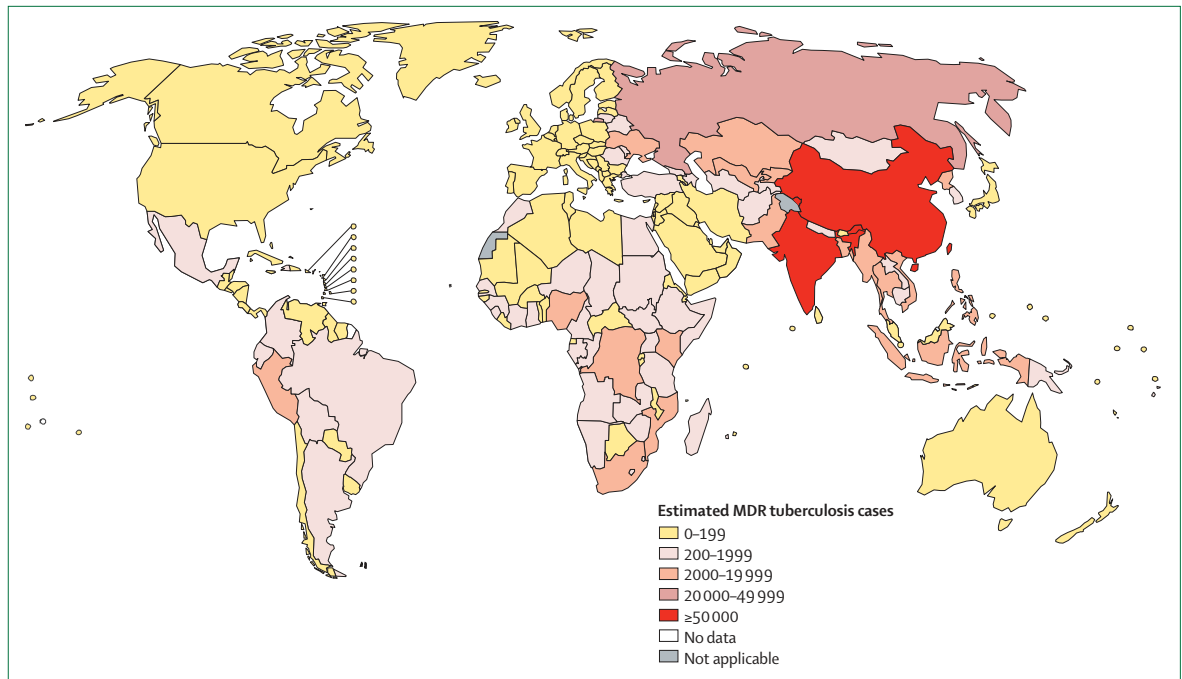 Estimated MDR tuberculosis cases
0–199
200–1999
2000–19 999
20 000–49 999
≥50 000
No data
Not applicable